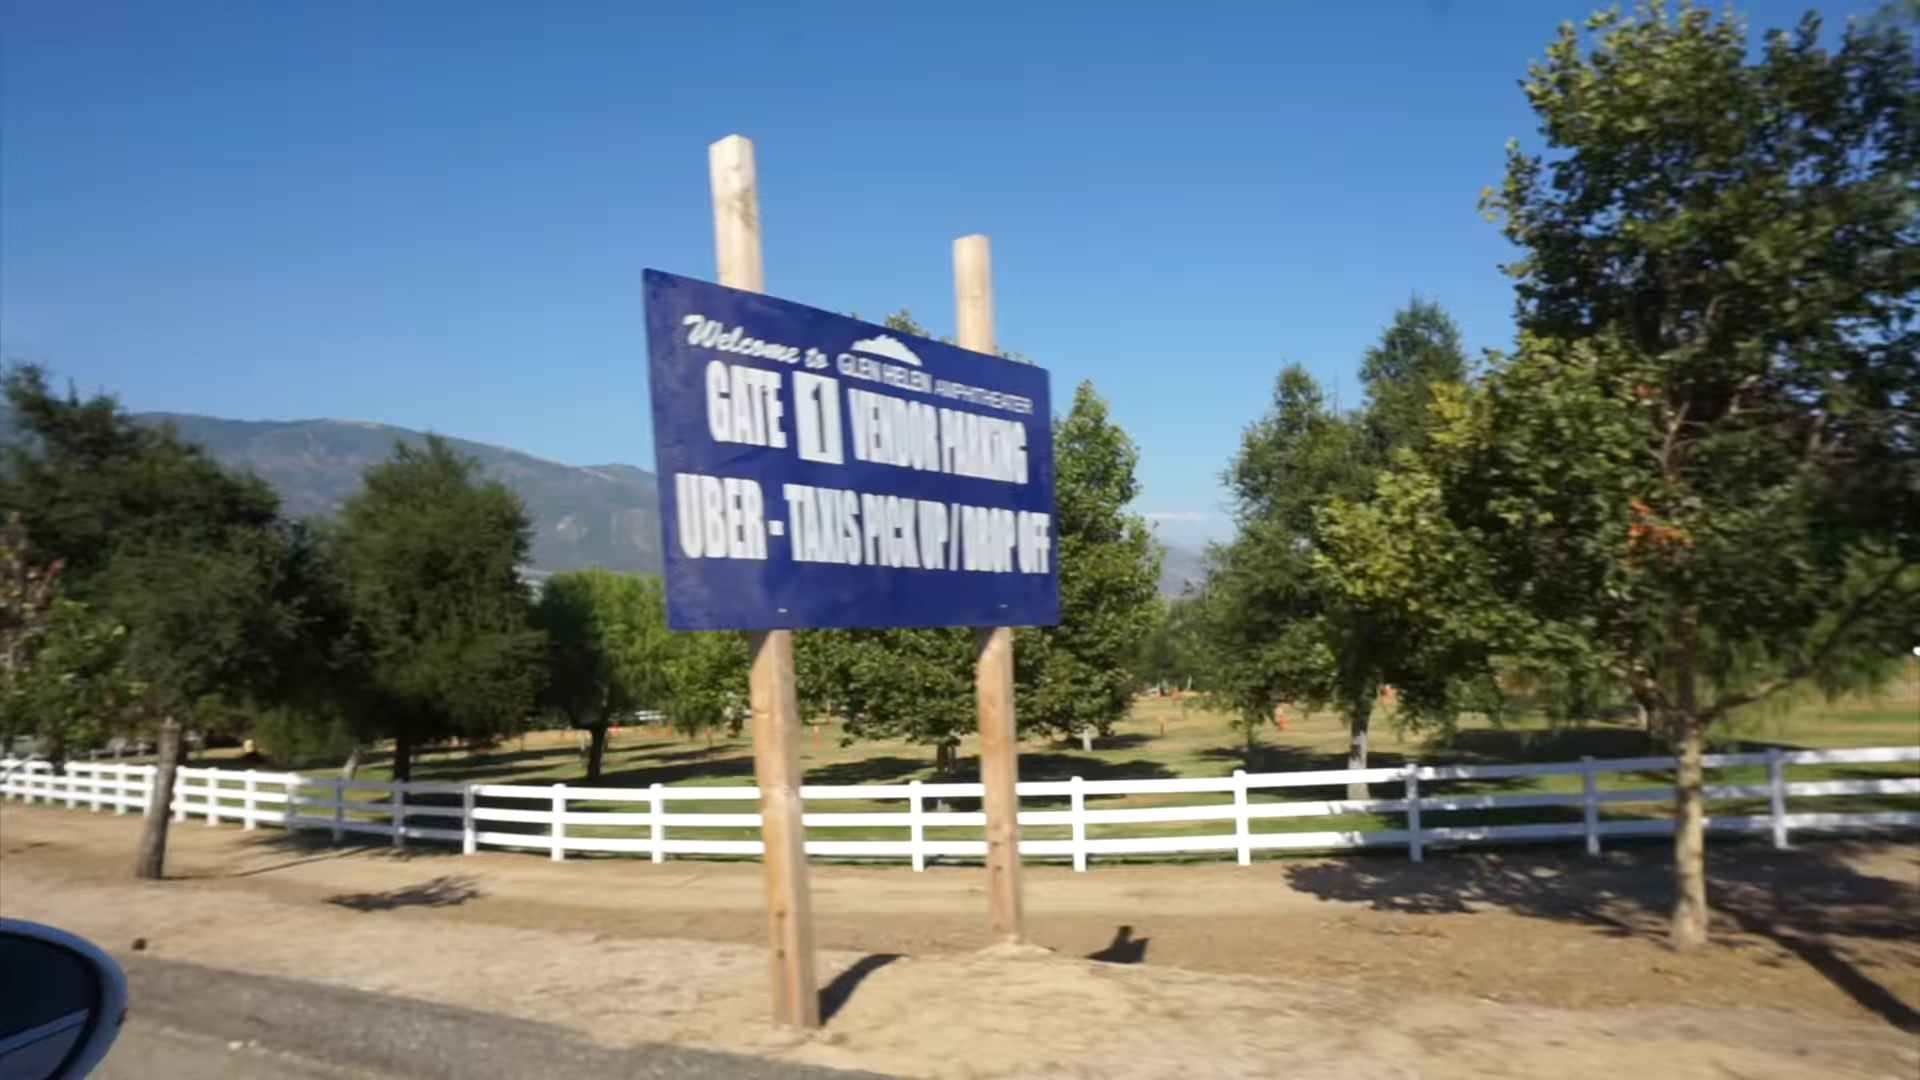 Welcome to GLEN HELEN AMPHITHEATER
GATE 1 VENDOR PARKING
UBER - TAXIS PICK UP / DROP OFF